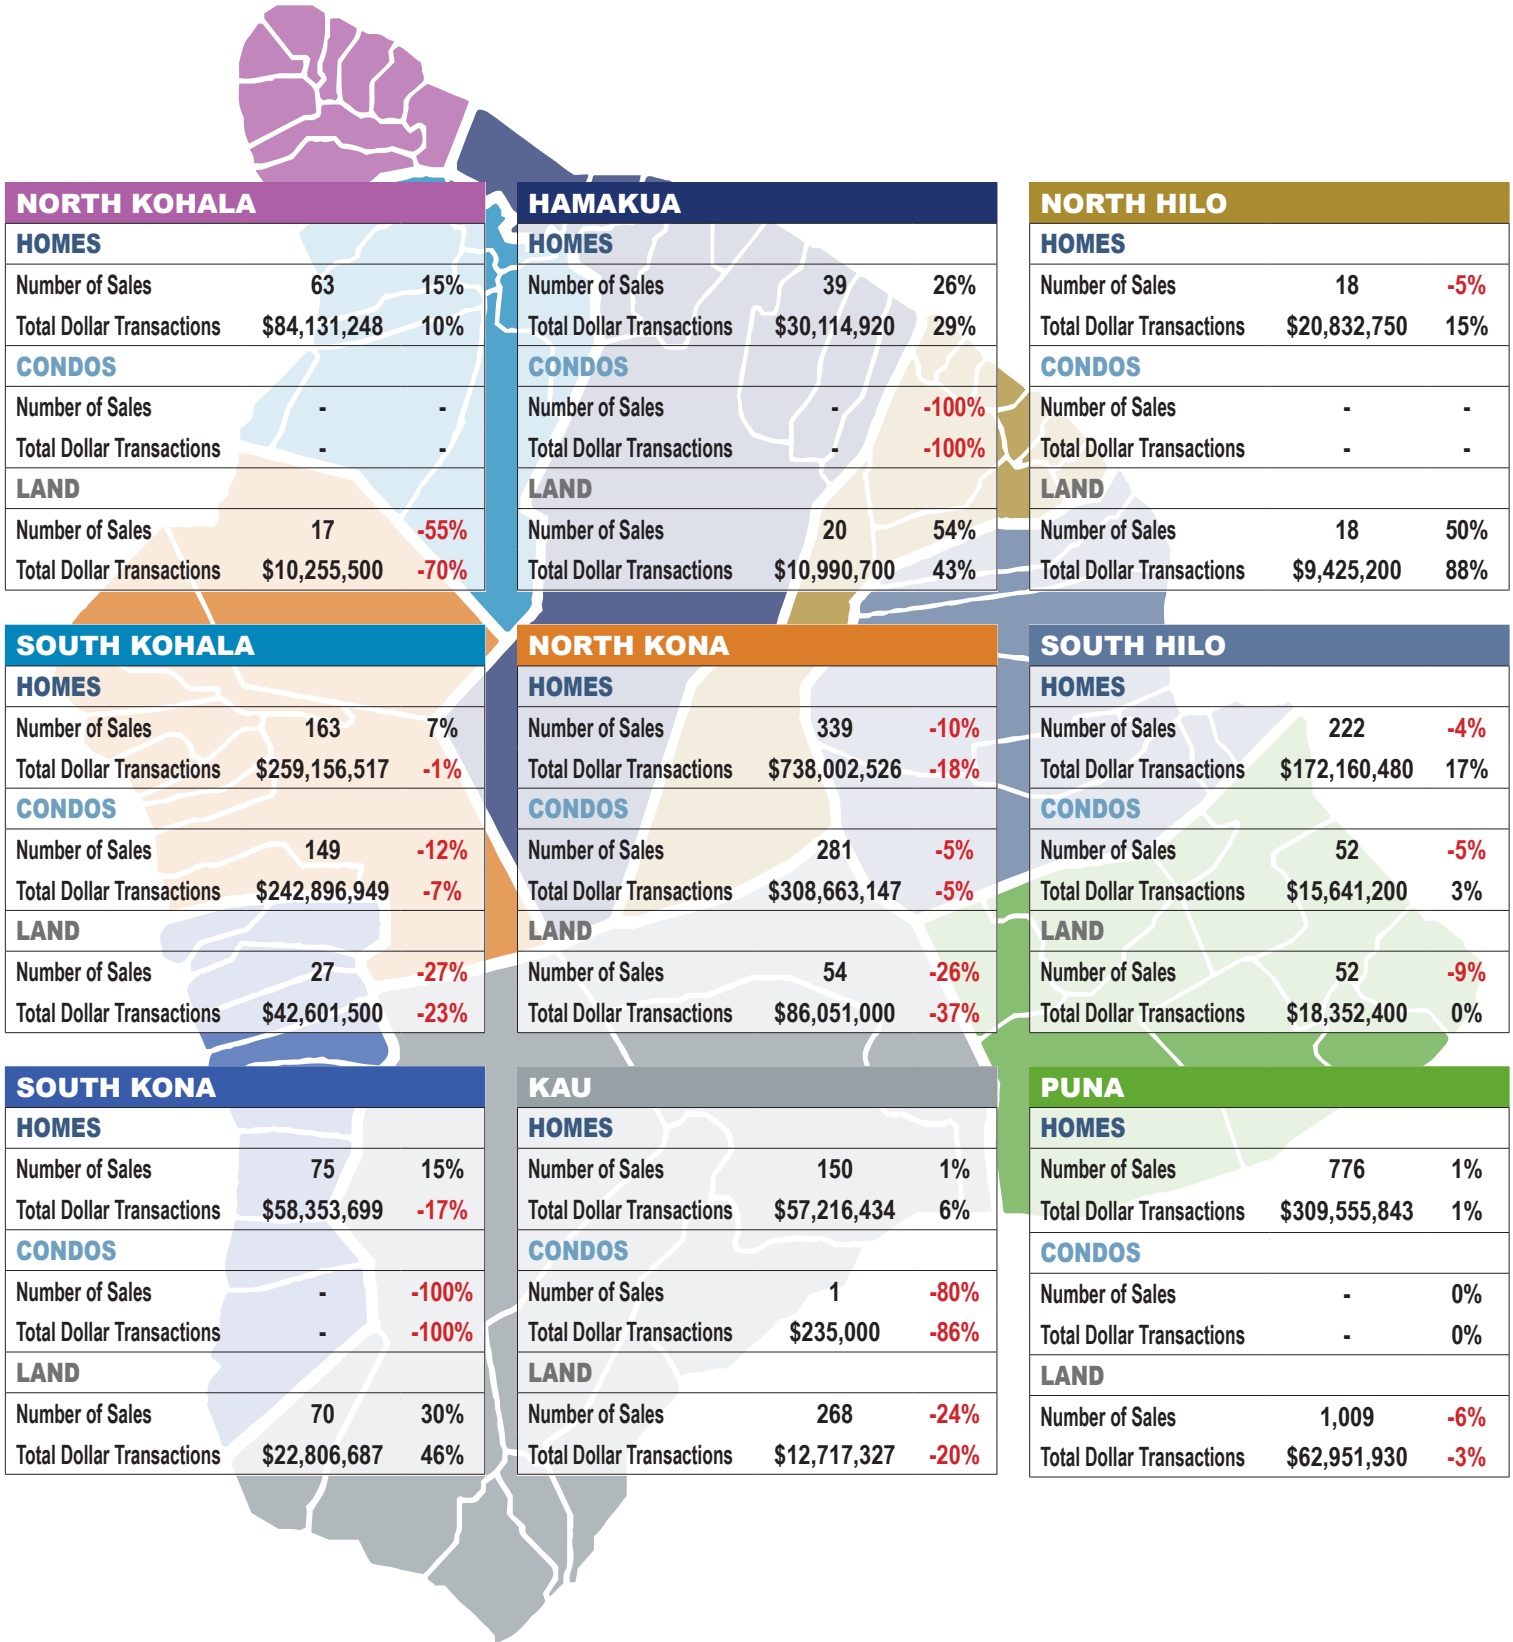 NORTH KOHALA
HOMES
Number of Sales 63 15%
Total Dollar Transactions $84,131,248 10%
CONDOS
Number of Sales - -
Total Dollar Transactions - -
LAND
Number of Sales 17 -55%
Total Dollar Transactions $10,255,500 -70%
HAMAKUA
HOMES
Number of Sales 39 26%
Total Dollar Transactions $30,114,920 29%
CONDOS
Number of Sales - -100%
Total Dollar Transactions - -100%
LAND
Number of Sales 20 54%
Total Dollar Transactions $10,990,700 43%
NORTH HILO
HOMES
Number of Sales 18 -5%
Total Dollar Transactions $20,832,750 15%
CONDOS
Number of Sales - -
Total Dollar Transactions - -
LAND
Number of Sales 18 50%
Total Dollar Transactions $9,425,200 88%
SOUTH KOHALA
HOMES
Number of Sales 163 7%
Total Dollar Transactions $259,156,517 -1%
CONDOS
Number of Sales 149 -12%
Total Dollar Transactions $242,896,949 -7%
LAND
Number of Sales 27 -27%
Total Dollar Transactions $42,601,500 -23%
NORTH KONA
HOMES
Number of Sales 339 -10%
Total Dollar Transactions $738,002,526 -18%
CONDOS
Number of Sales 281 -5%
Total Dollar Transactions $308,663,147 -5%
LAND
Number of Sales 54 -26%
Total Dollar Transactions $86,051,000 -37%
SOUTH HILO
HOMES
Number of Sales 222 -4%
Total Dollar Transactions $172,160,480 17%
CONDOS
Number of Sales 52 -5%
Total Dollar Transactions $15,641,200 3%
LAND
Number of Sales 52 -9%
Total Dollar Transactions $18,352,400 0%
SOUTH KONA
HOMES
Number of Sales 75 15%
Total Dollar Transactions $58,353,699 -17%
CONDOS
Number of Sales - -100%
Total Dollar Transactions - -100%
LAND
Number of Sales 70 30%
Total Dollar Transactions $22,806,687 46%
KAU
HOMES
Number of Sales 150 1%
Total Dollar Transactions $57,216,434 6%
CONDOS
Number of Sales 1 -80%
Total Dollar Transactions $235,000 -86%
LAND
Number of Sales 268 -24%
Total Dollar Transactions $12,717,327 -20%
PUNA
HOMES
Number of Sales 776 1%
Total Dollar Transactions $309,555,843 1%
CONDOS
Number of Sales - 0%
Total Dollar Transactions - 0%
LAND
Number of Sales 1,009 -6%
Total Dollar Transactions $62,951,930 -3%